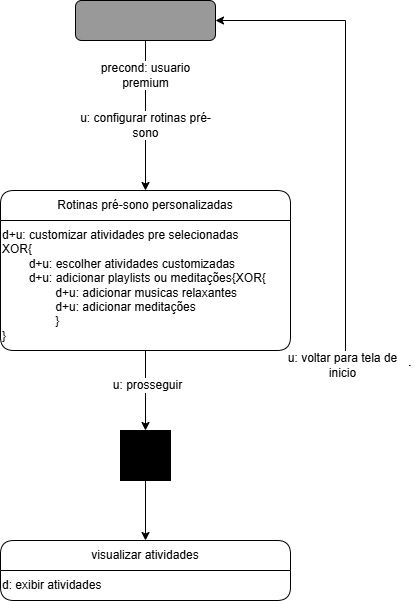 precond: usuario
premium
u: configurar rotinas pré-
sono
Rotinas pré-sono personalizadas
d+u: customizar atividades pre selecionadas
XOR{
d+u: escolher atividades customizadas
d+u: adicionar playlists ou meditações{XOR{
d+u: adicionar musicas relaxantes
d+u: adicionar meditações
}
}
u: voltar para tela de
inicio
.
u: prosseguir
visualizar atividades
d: exibir atividades